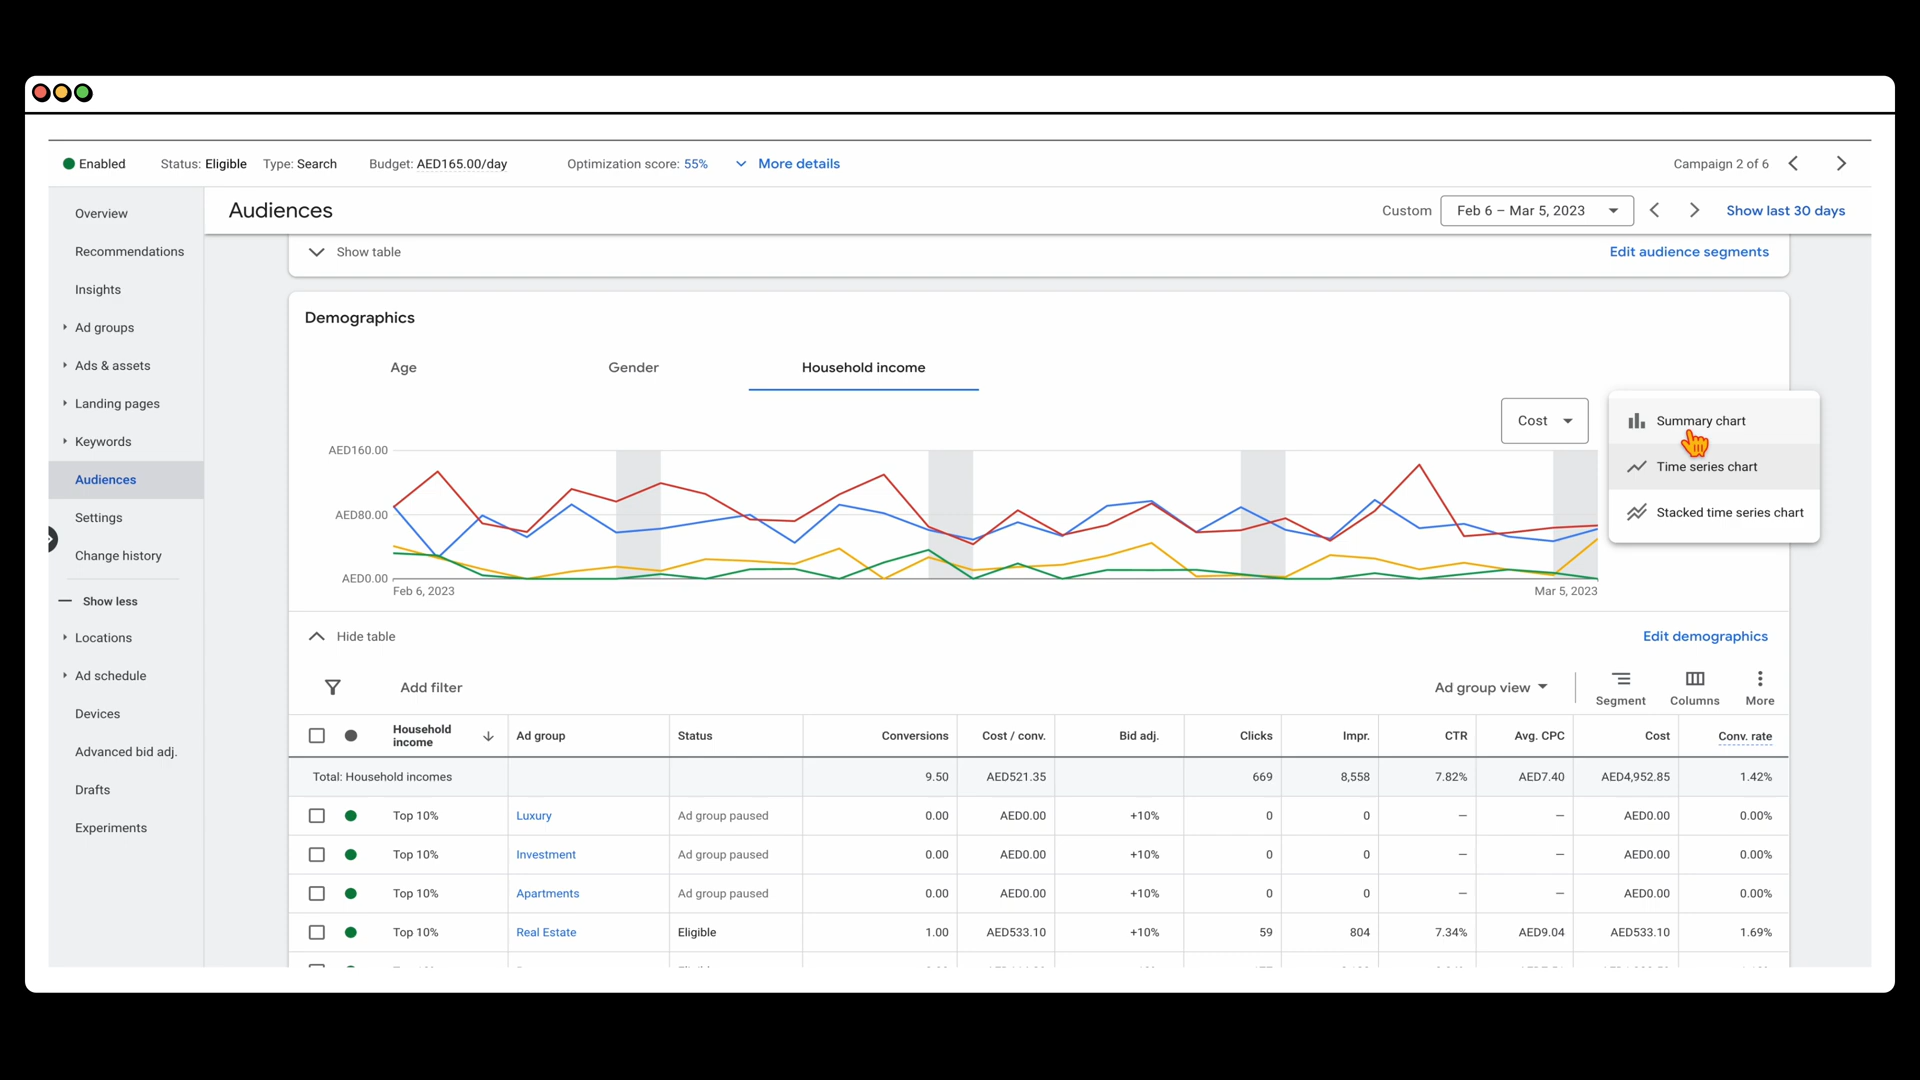 Enabled Status: Eligible Type: Search Budget: AED165.00/day Optimization score: 55% More details Campaign 2 of 6
Audiences Custom Feb 6 – Mar 5, 2023 Show last 30 days
Overview
Recommendations
Insights
Ad groups
Ads & assets
Landing pages
Keywords
Audiences
Settings
Change history
Show less
Locations
Ad schedule
Devices
Advanced bid adj.
Drafts
Experiments
Show table Edit audience segments
Demographics
Age Gender Household income
Cost
Summary chart
Time series chart
Stacked time series chart
AED160.00
AED80.00
AED0.00
Feb 6, 2023 Mar 5, 2023
Hide table Edit demographics
Add filter Ad group view Segment Columns More
Household income Ad group Status Conversions Cost / conv. Bid adj. Clicks Impr. CTR Avg. CPC Cost Conv. rate
Total: Household incomes 9.50 AED521.35 669 8,558 7.82% AED7.40 AED4,952.85 1.42%
Top 10% Luxury Ad group paused 0.00 AED0.00 +10% 0 0 — — AED0.00 0.00%
Top 10% Investment Ad group paused 0.00 AED0.00 +10% 0 0 — — AED0.00 0.00%
Top 10% Apartments Ad group paused 0.00 AED0.00 +10% 0 0 — — AED0.00 0.00%
Top 10% Real Estate Eligible 1.00 AED533.10 +10% 59 804 7.34% AED9.04 AED533.10 1.69%